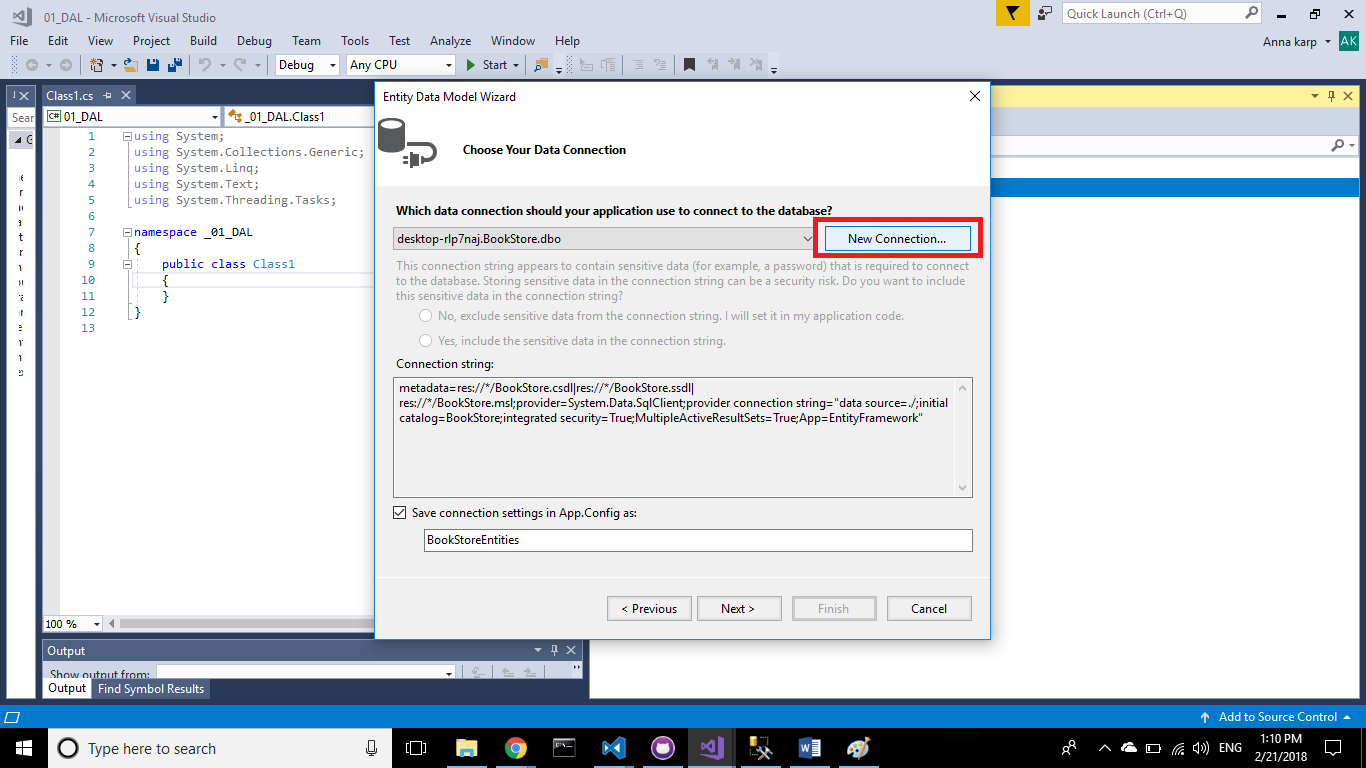 01_DAL - Microsoft Visual Studio
Quick Launch (Ctrl+Q)
File Edit View Project Build Debug Team Tools Test Analyze Window Help
Anna karp AK
Debug Any CPU Start
Class1.cs
Sear
C# 01_DAL _01_DAL.Class1
1 using System;
2 using System.Collections.Generic;
3 using System.Linq;
4 using System.Text;
5 using System.Threading.Tasks;
6
7 namespace _01_DAL
8 {
9 public class Class1
10 {
11 }
12 }
13
100 %
Entity Data Model Wizard
Choose Your Data Connection
Which data connection should your application use to connect to the database?
desktop-rlp7naj.BookStore.dbo
New Connection...
This connection string appears to contain sensitive data (for example, a password) that is required to connect
to the database. Storing sensitive data in the connection string can be a security risk. Do you want to include
this sensitive data in the connection string?
No, exclude sensitive data from the connection string. I will set it in my application code.
Yes, include the sensitive data in the connection string.
Connection string:
metadata=res://*/BookStore.csdl|res://*/BookStore.ssdl|
res://*/BookStore.msl;provider=System.Data.SqlClient;provider connection string="data source=./;initial
catalog=BookStore;integrated security=True;MultipleActiveResultSets=True;App=EntityFramework"
Save connection settings in App.Config as:
BookStoreEntities
< Previous Next > Finish Cancel
Output
Show output from:
Output Find Symbol Results
Add to Source Control
Type here to search
ENG
1:10 PM
2/21/2018